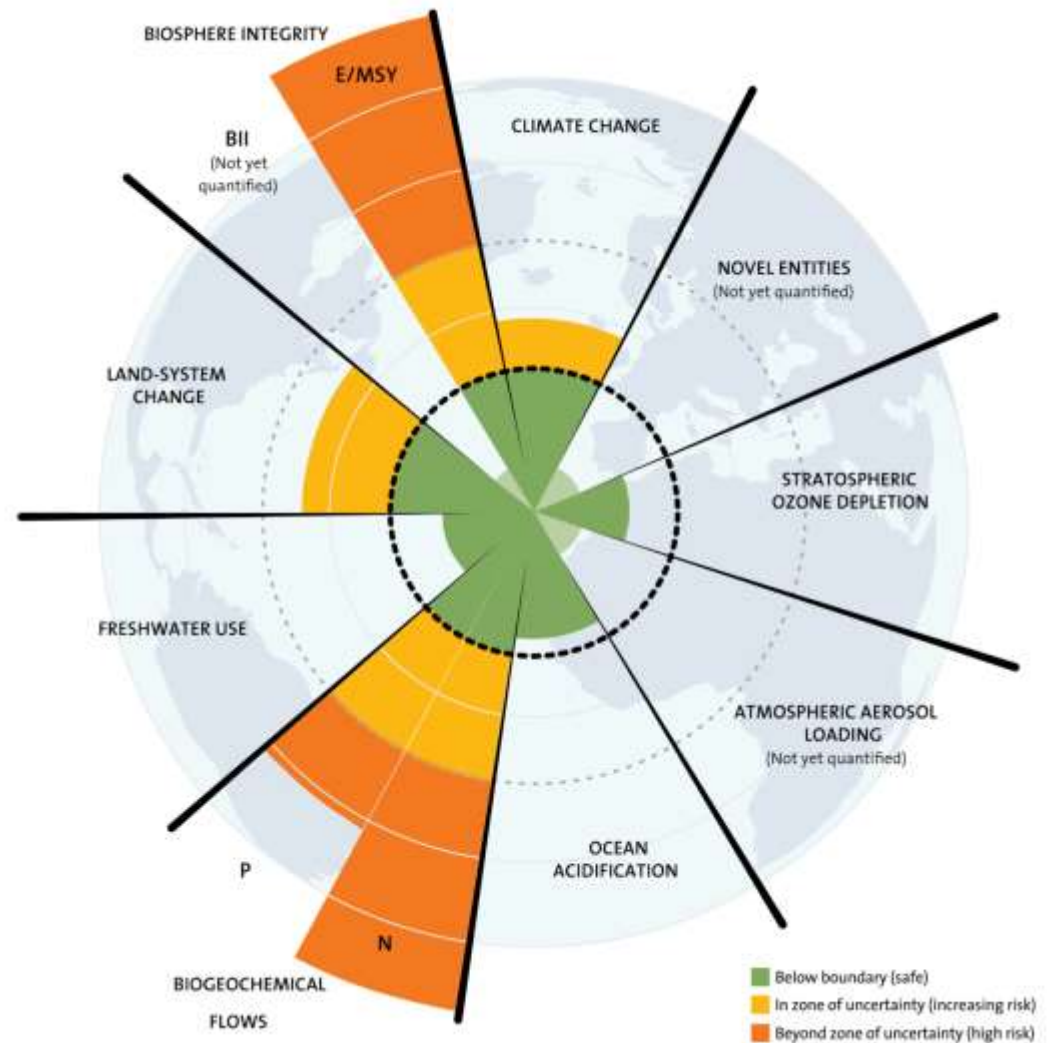 BIOSPHERE INTEGRITY
E/MSY
BII
(Not yet
quantified)
CLIMATE CHANGE
NOVEL ENTITIES
(Not yet quantified)
LAND-SYSTEM
CHANGE
STRATOSPHERIC
OZONE DEPLETION
FRESHWATER USE
ATMOSPHERIC AEROSOL
LOADING
(Not yet quantified)
OCEAN
ACIDIFICATION
P
N
BIOGEOCHEMICAL
FLOWS
Below boundary (safe)
In zone of uncertainty (increasing risk)
Beyond zone of uncertainty (high risk)